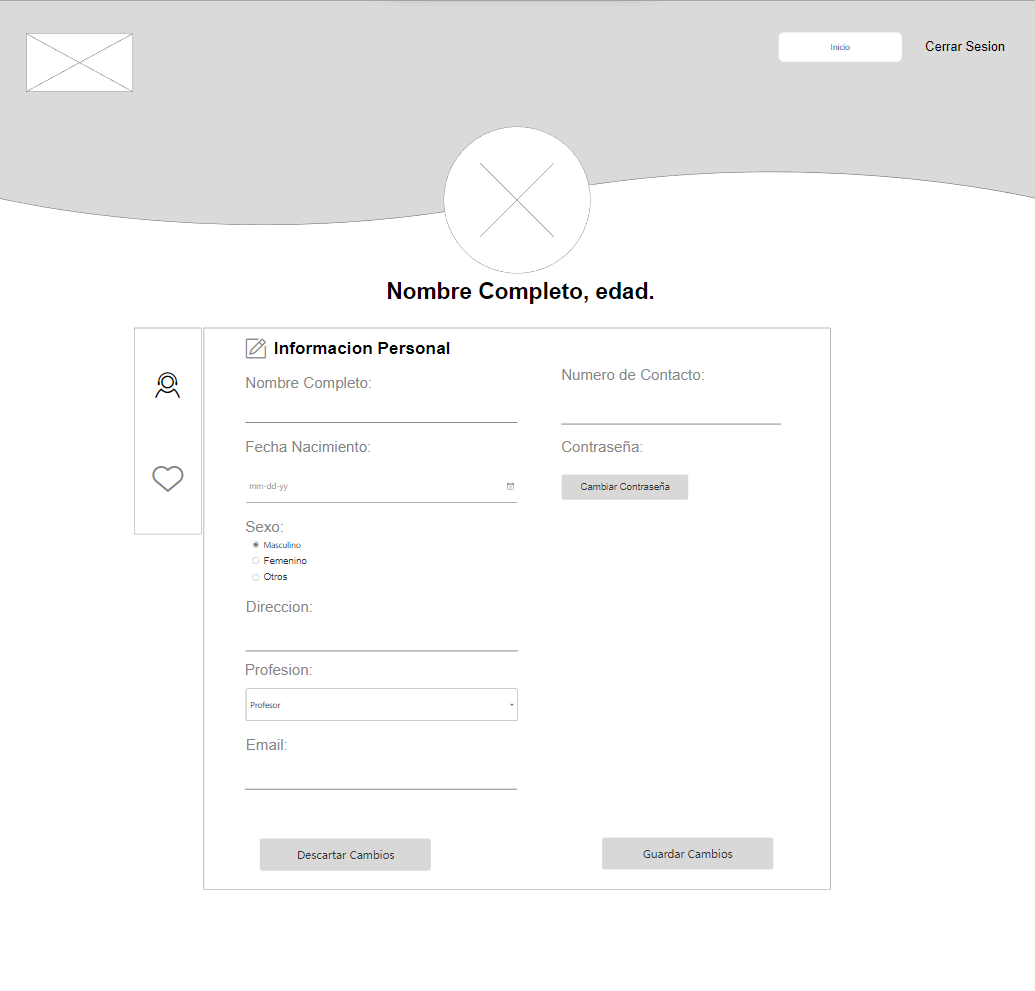 Inicio
Cerrar Sesion
Nombre Completo, edad.
Informacion Personal
Nombre Completo:
Numero de Contacto:
Fecha Nacimiento:
Contraseña:
mm-dd-yy
Cambiar Contraseña
Sexo:
Masculino
Femenino
Otros
Direccion:
Profesion:
Profesor
Email:
Descartar Cambios
Guardar Cambios